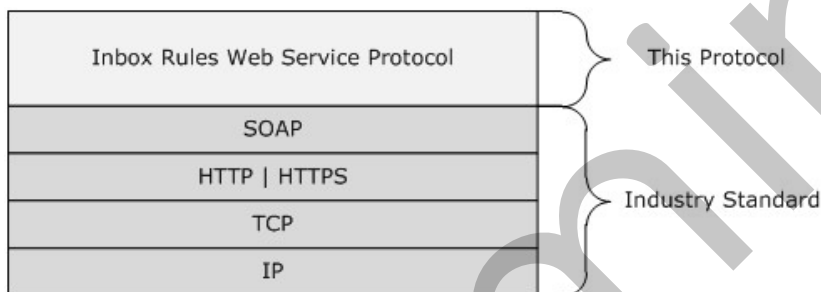 Inbox Rules Web Service Protocol
This Protocol
SOAP
HTTP | HTTPS
TCP
Industry Standard
IP